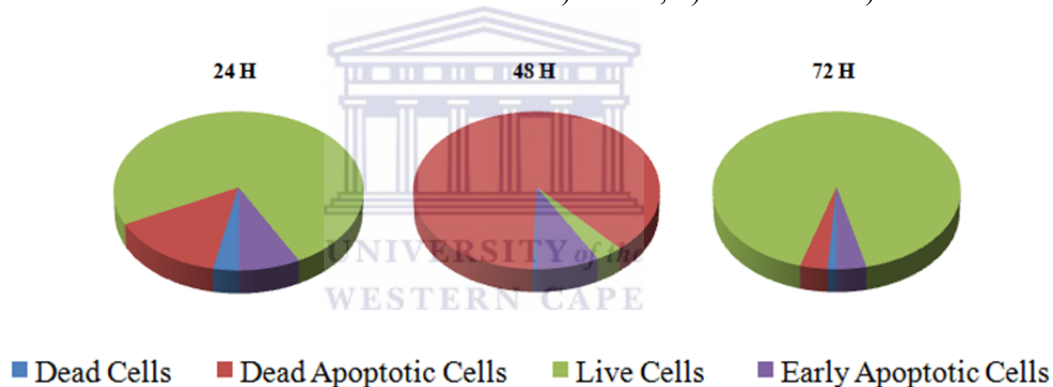 24 H
48 H
72 H
UNIVERSITY of the
WESTERN CAPE
Dead Cells
Dead Apoptotic Cells
Live Cells
Early Apoptotic Cells